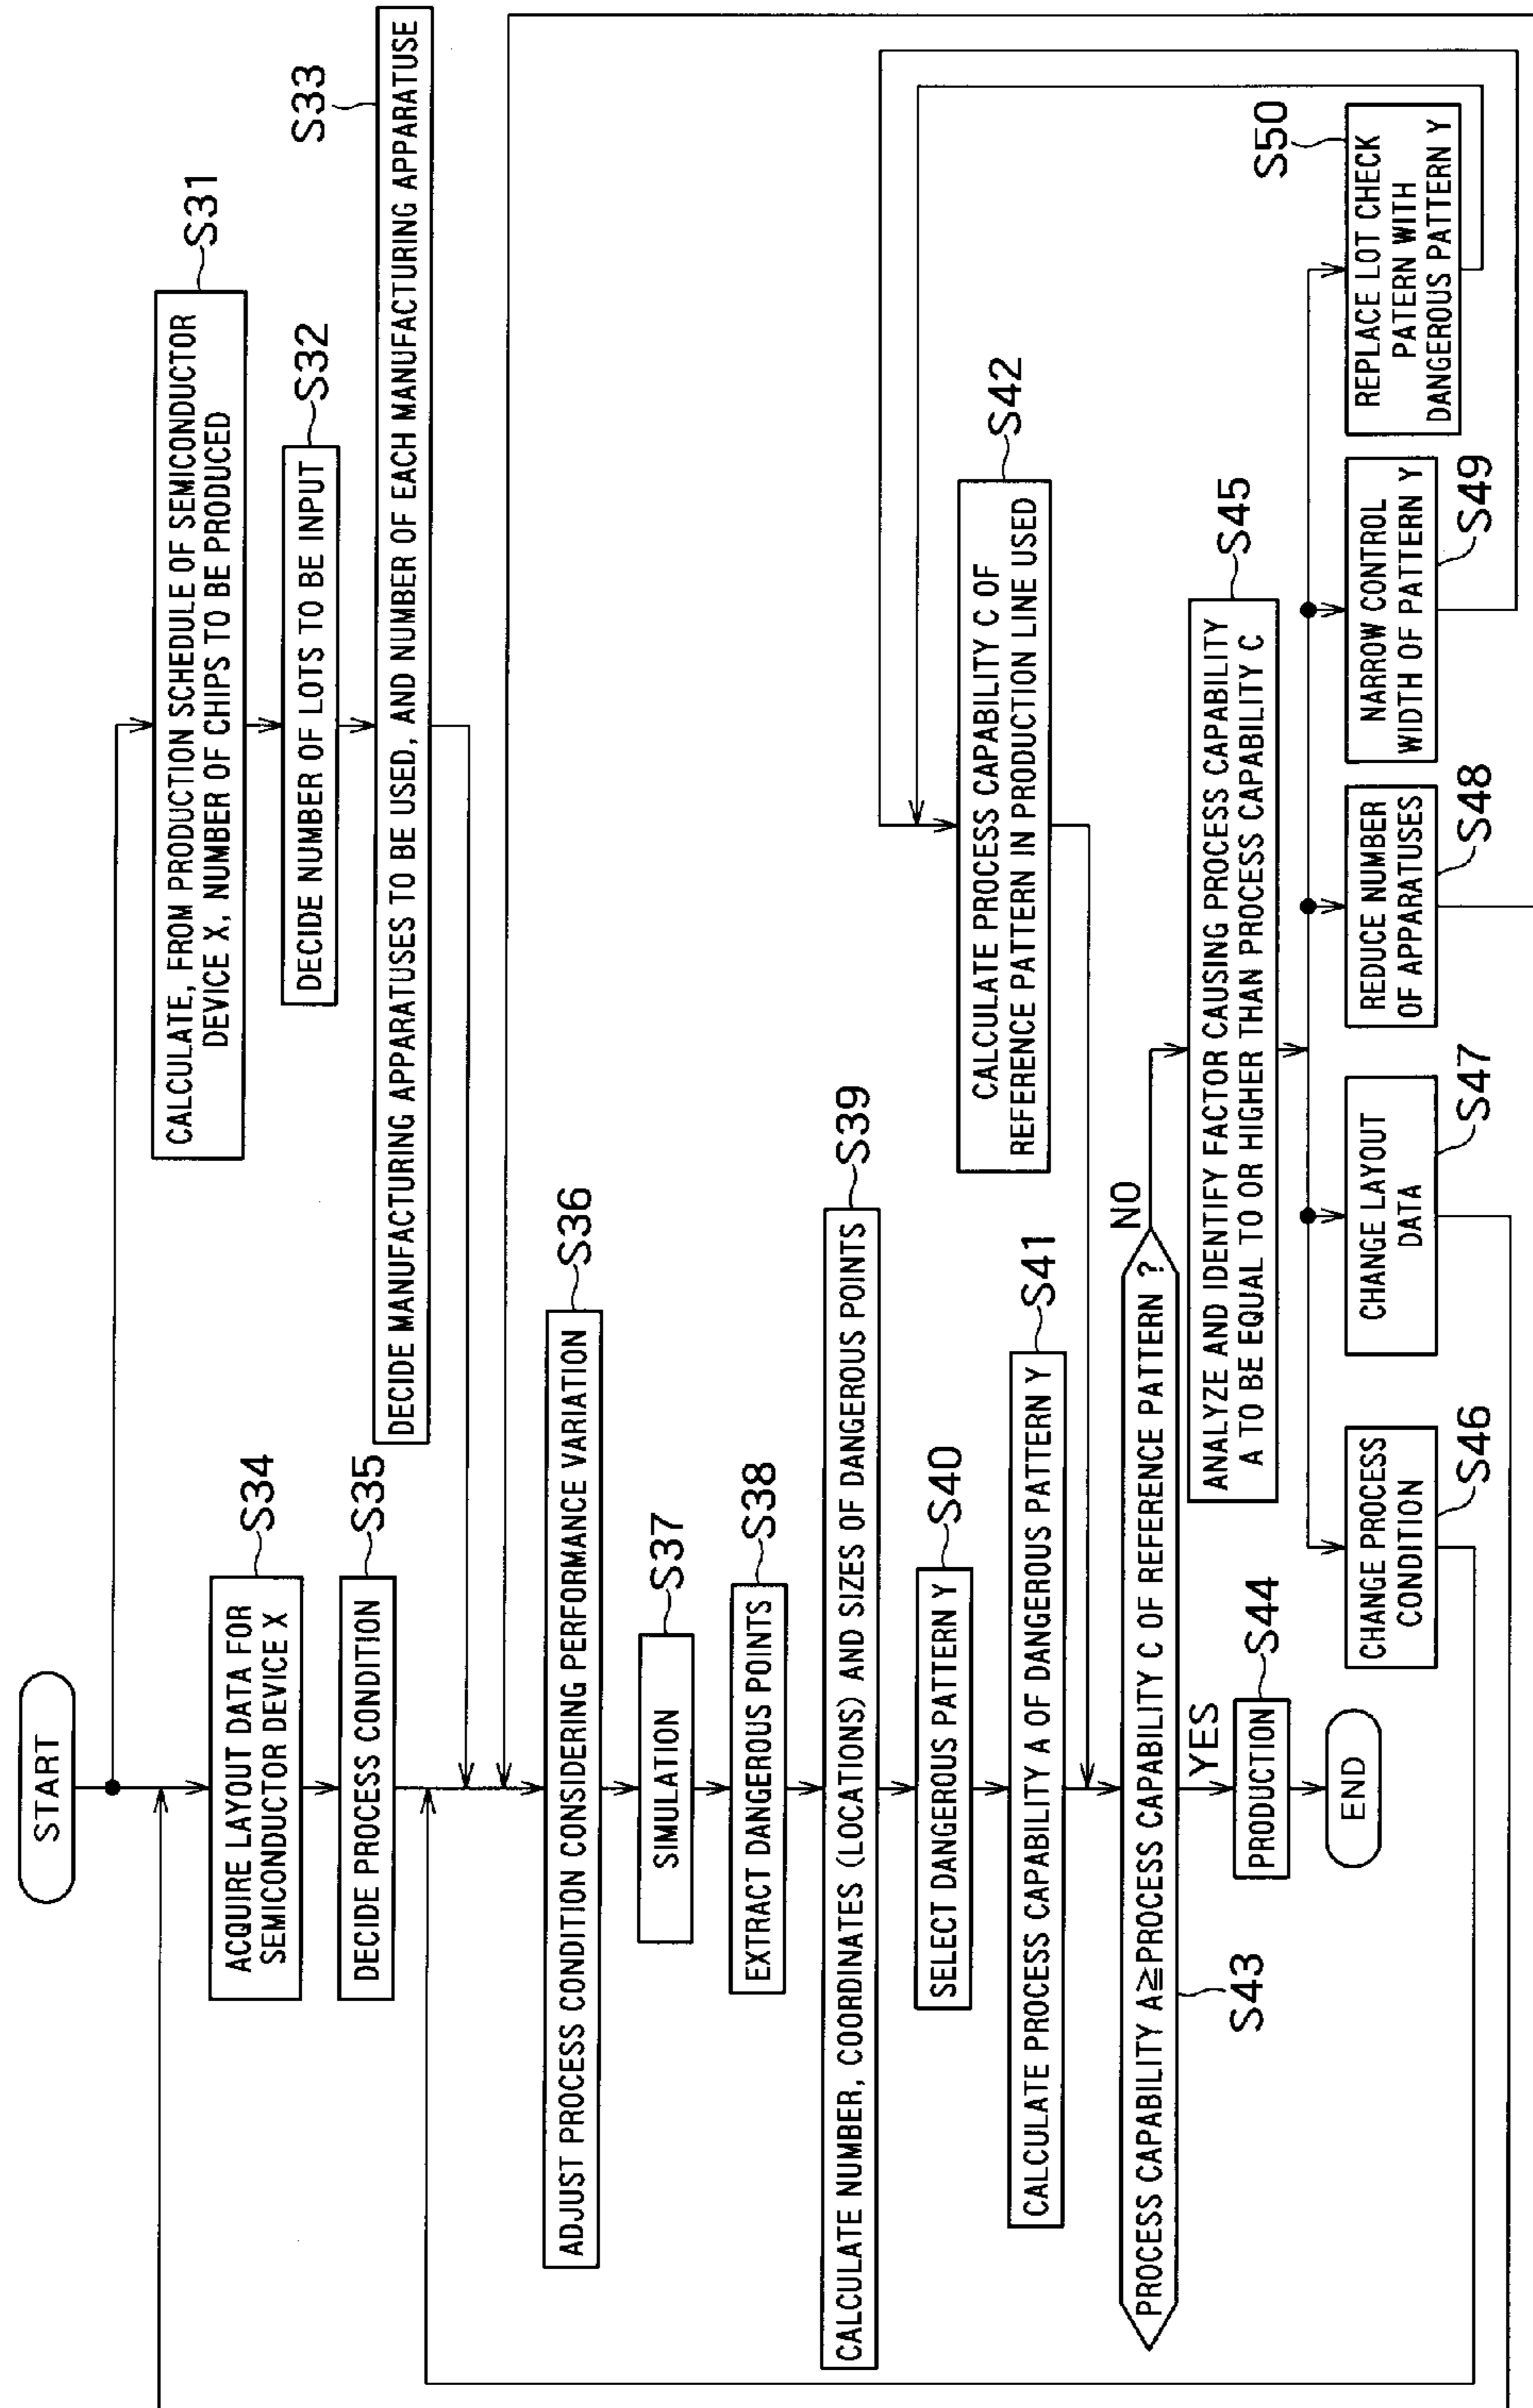 START
CALCULATE, FROM PRODUCTION SCHEDULE OF SEMICONDUCTOR
DEVICE X, NUMBER OF CHIPS TO BE PRODUCED
S31
DECIDE NUMBER OF LOTS TO BE INPUT
S32
DECIDE MANUFACTURING APPARATUSES TO BE USED, AND NUMBER OF EACH MANUFACTURING APPARATUSE
S33
ACQUIRE LAYOUT DATA FOR
SEMICONDUCTOR DEVICE X
S34
DECIDE PROCESS CONDITION
S35
ADJUST PROCESS CONDITION CONSIDERING PERFORMANCE VARIATION
S36
SIMULATION
S37
EXTRACT DANGEROUS POINTS
S38
CALCULATE NUMBER, COORDINATES (LOCATIONS) AND SIZES OF DANGEROUS POINTS
S39
SELECT DANGEROUS PATTERN Y
S40
CALCULATE PROCESS CAPABILITY A OF DANGEROUS PATTERN Y
S41
CALCULATE PROCESS CAPABILITY C OF
REFERENCE PATTERN IN PRODUCTION LINE USED
S42
PROCESS CAPABILITY A≧PROCESS CAPABILITY C OF REFERENCE PATTERN ?
S43
NO
YES
PRODUCTION
S44
END
ANALYZE AND IDENTIFY FACTOR CAUSING PROCESS CAPABILITY
A TO BE EQUAL TO OR HIGHER THAN PROCESS CAPABILITY C
S45
CHANGE PROCESS
CONDITION
S46
CHANGE LAYOUT
DATA
S47
REDUCE NUMBER
OF APPARATUSES
S48
NARROW CONTROL
WIDTH OF PATTERN Y
S49
REPLACE LOT CHECK
PATERN WITH
DANGEROUS PATTERN Y
S50